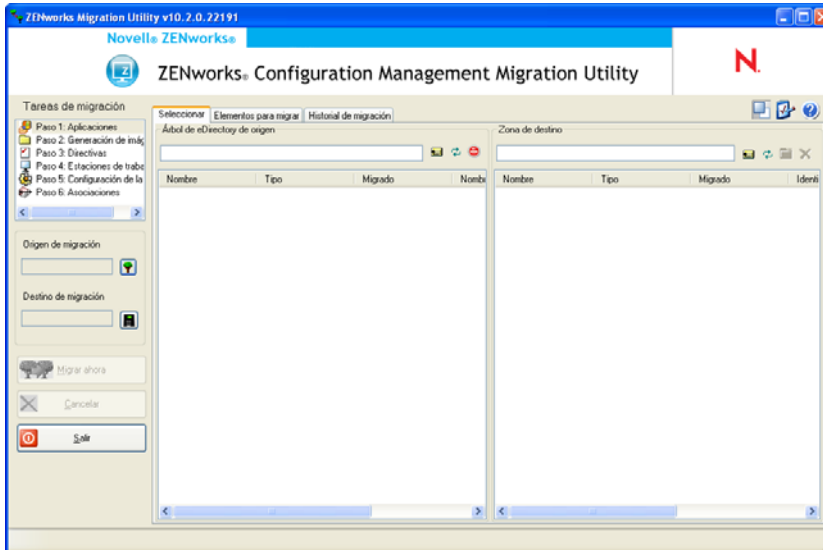 ZENworks Migration Utility v10.2.0.22191
Novell® ZENworks®
ZENworks® Configuration Management Migration Utility
N.
Tareas de migración
Paso 1: Aplicaciones
Paso 2: Generación de imág
Paso 3: Directivas
Paso 4: Estaciones de traba
Paso 5: Configuración de la
Paso 6: Asociaciones
Origen de migración
Destino de migración
Migrar ahora
Cancelar
Salir
Seleccionar Elementos para migrar Historial de migración
Árbol de eDirectoy de origen
Nombre Tipo Migrado Nombr
Zona de destino
Nombre Tipo Migrado Identi